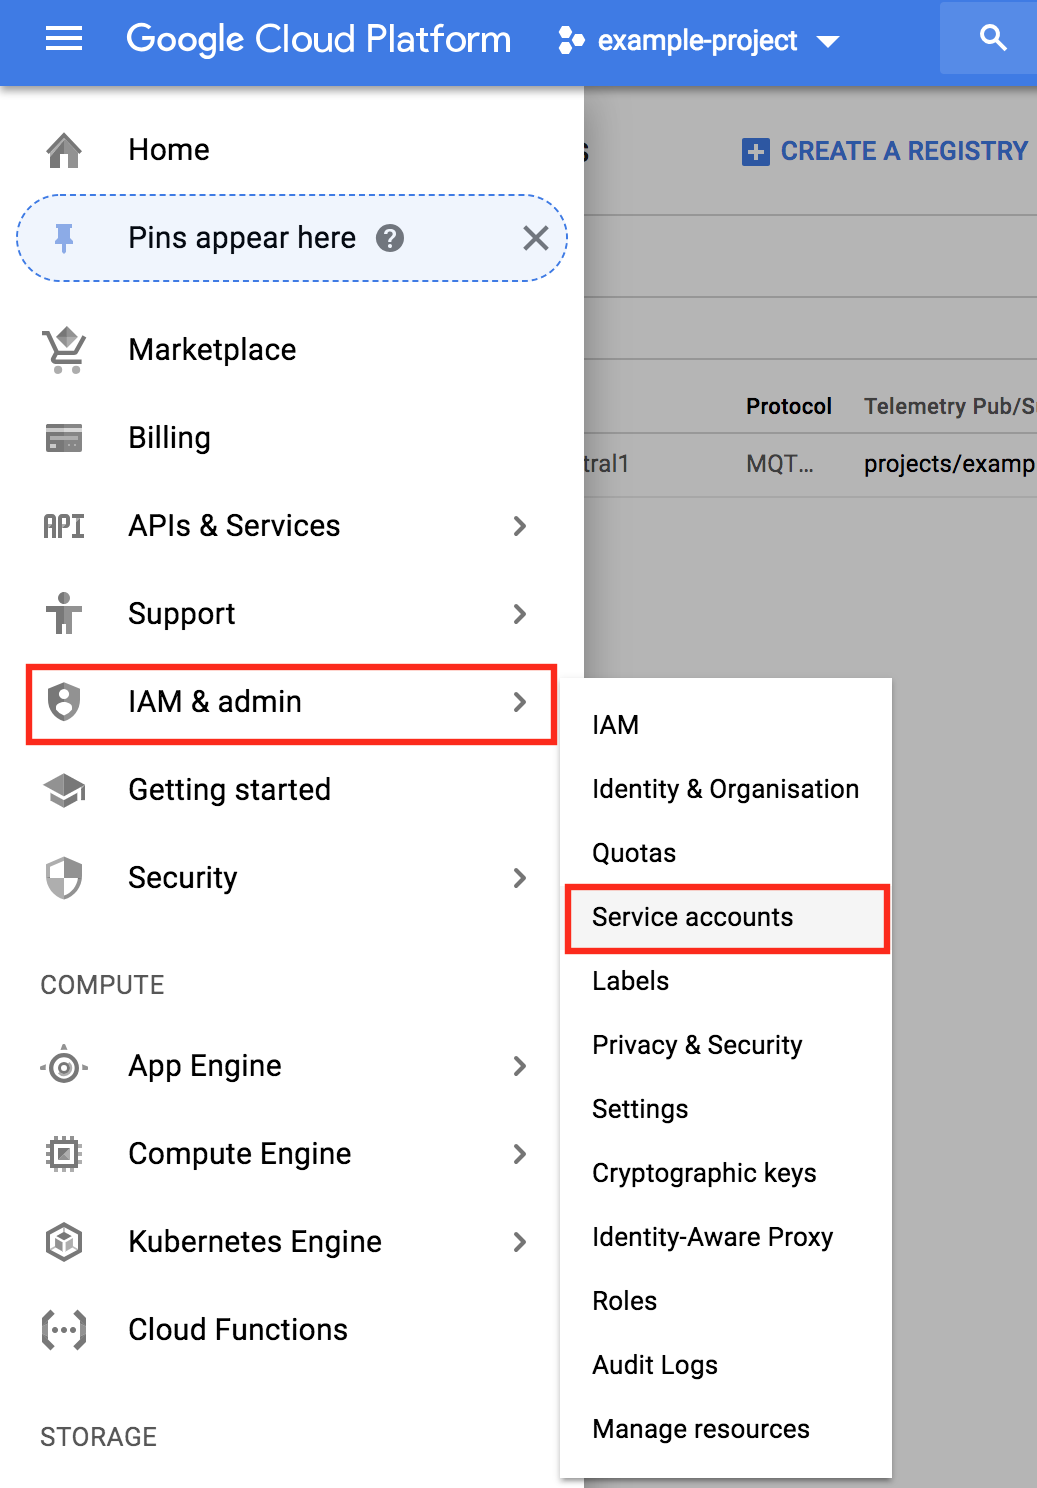 Google Cloud Platform
example-project
Home
Pins appear here ?
Marketplace
Billing
API APIs & Services
Support
IAM & admin
Getting started
Security
COMPUTE
App Engine
Compute Engine
Kubernetes Engine
Cloud Functions
STORAGE
IAM
Identity & Organisation
Quotas
Service accounts
Labels
Privacy & Security
Settings
Cryptographic keys
Identity-Aware Proxy
Roles
Audit Logs
Manage resources
CREATE A REGISTRY
Protocol Telemetry Pub/S
tral1 MQT... projects/examp